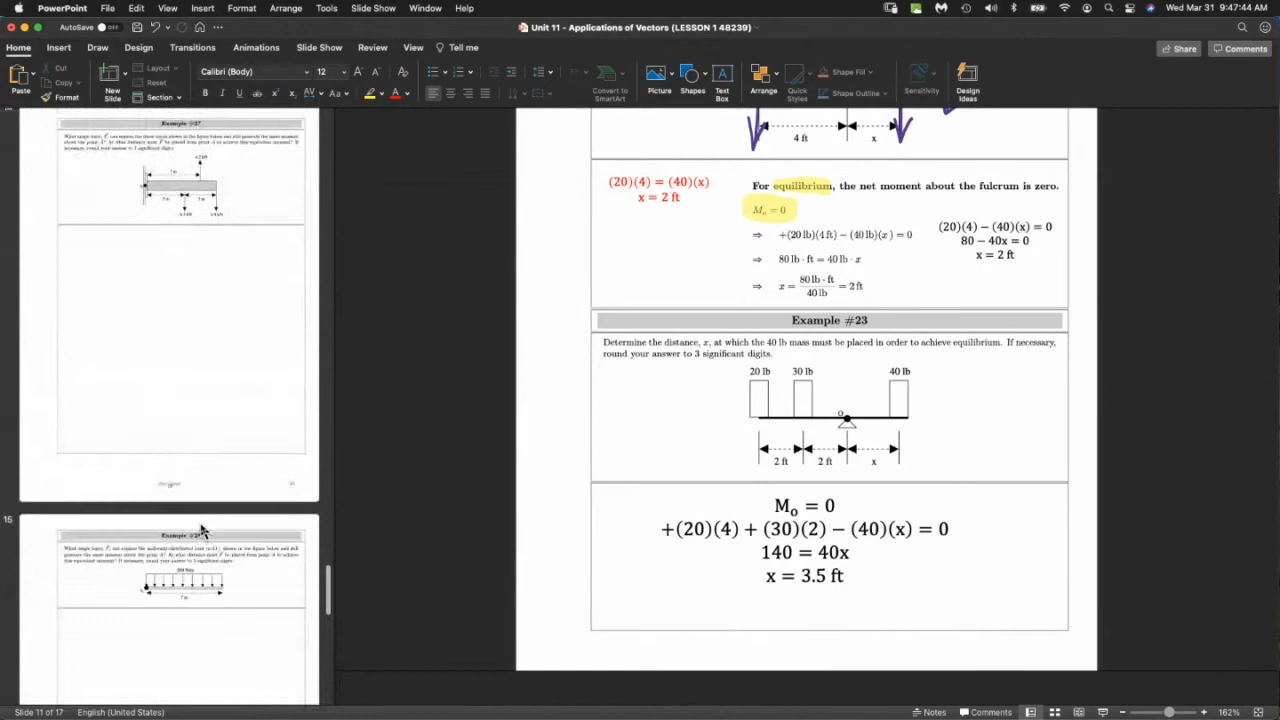 PowerPoint File Edit View Insert Format Arrange Tools Slide Show Window Help
Wed Mar 31 9:47:44 AM
AutoSave OFF
Unit 11 - Applications of Vectors (LESSON 1 48239)
Home Insert Draw Design Transitions Animations Slide Show Review View Tell me
Share Comments
Paste
Cut
Copy
Format
New Slide
Layout
Reset
Section
Calibri (Body) 12
Convert to SmartArt
Picture
Shapes
Text Box
Arrange
Quick Styles
Shape Fill
Shape Outline
Sensitivity
Design Ideas
Example #27
15
4 ft x
(20)(4) = (40)(x)
x = 2 ft
For equilibrium, the net moment about the fulcrum is zero.
Mₒ = 0
⇒ +(20 lb)(4 ft) − (40 lb)(x) = 0
⇒ 80 lb · ft = 40 lb · x
⇒ x = 80 lb · ft / 40 lb = 2 ft
(20)(4) − (40)(x) = 0
80 − 40x = 0
x = 2 ft
Example #23
Determine the distance, x, at which the 40 lb mass must be placed in order to achieve equilibrium. If necessary,
round your answer to 3 significant digits.
20 lb 30 lb 40 lb
o
2 ft 2 ft x
Mₒ = 0
+(20)(4) + (30)(2) − (40)(x) = 0
140 = 40x
x = 3.5 ft
Slide 11 of 17 English (United States)
Notes Comments 162%